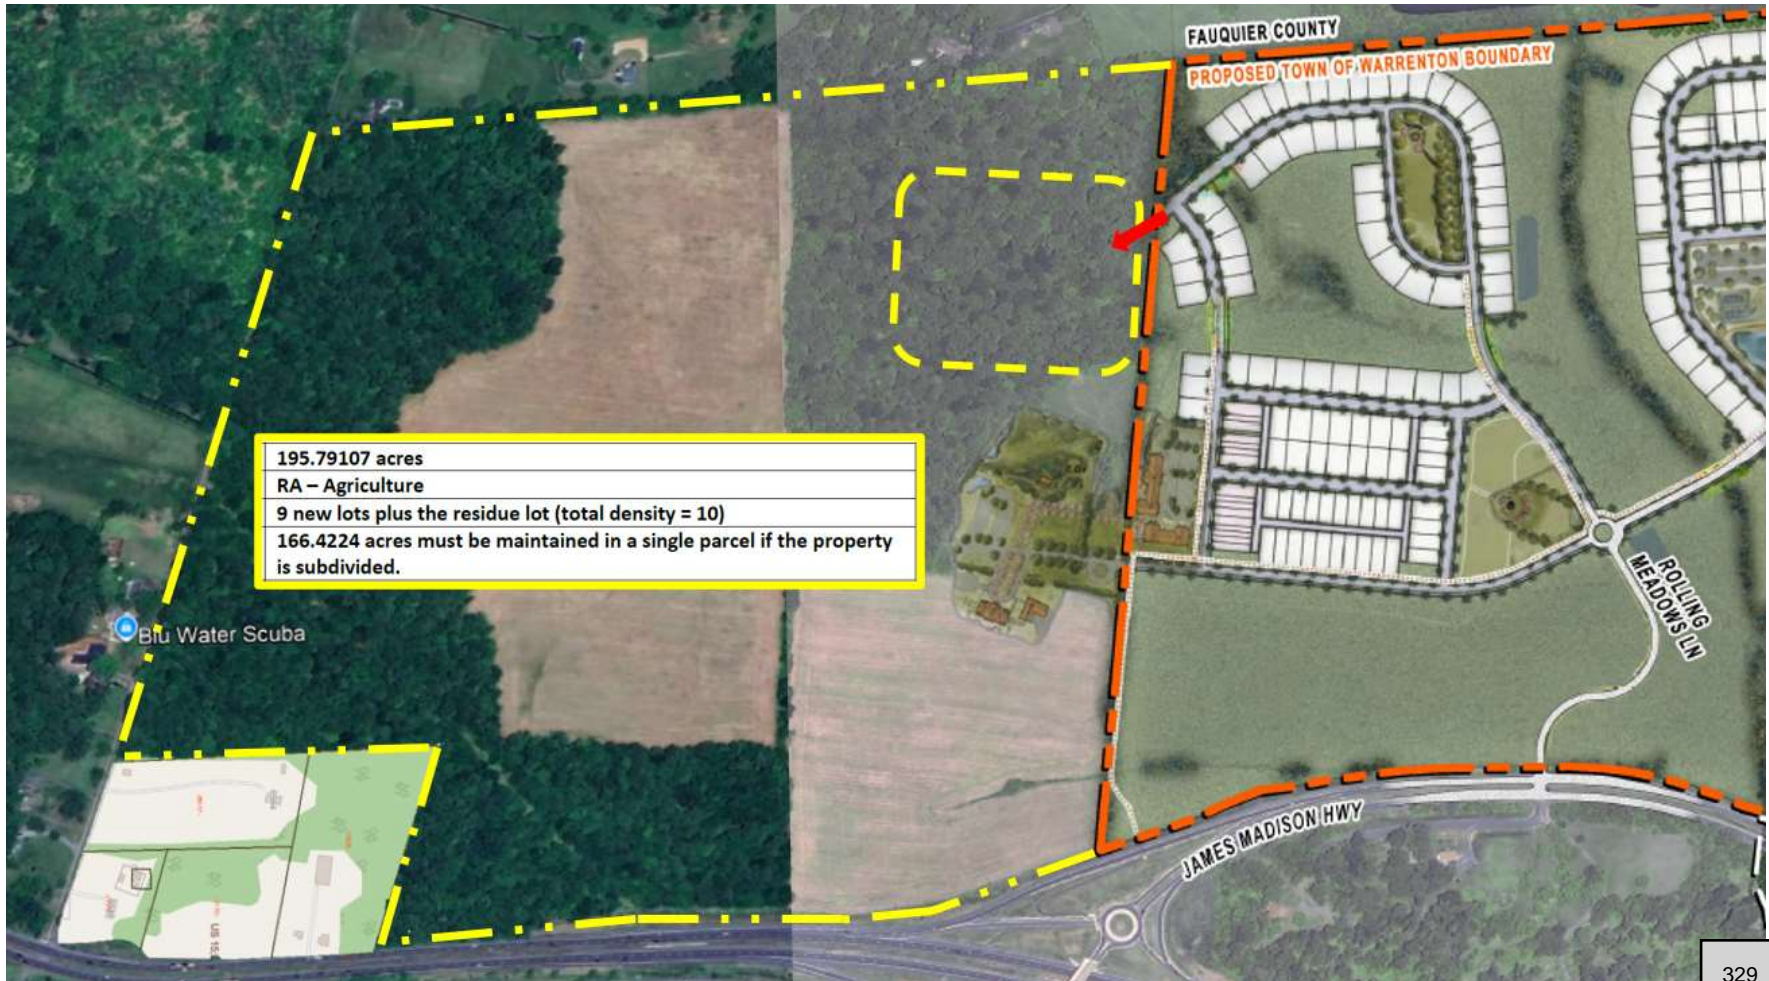 FAUQUIER COUNTY
PROPOSED TOWN OF WARRENTON BOUNDARY
195.79107 acres
RA – Agriculture
9 new lots plus the residue lot (total density = 10)
166.4224 acres must be maintained in a single parcel if the property
is subdivided.
ROLLING
MEADOWS LN
Blu Water Scuba
JAMES MADISON HWY
US 15
329